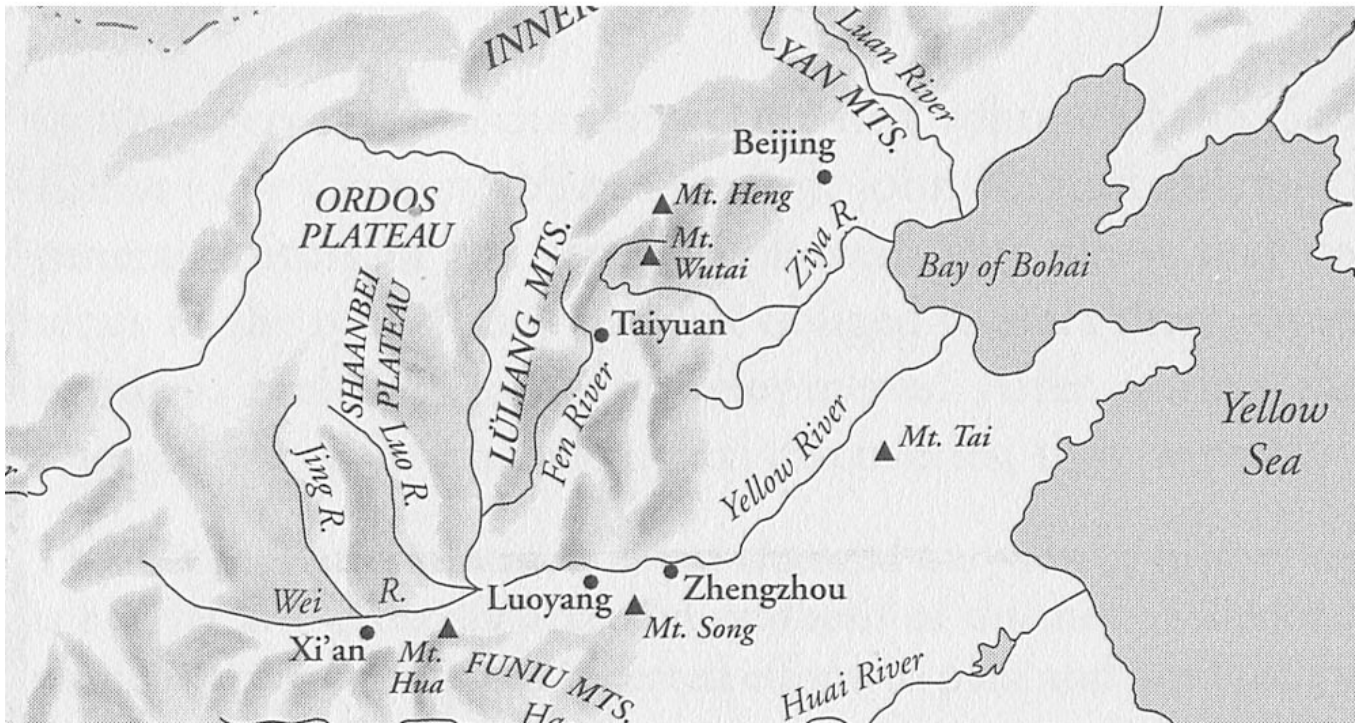 INNER
Luan River
YAN MTS.
Beijing
Mt. Heng
ORDOS
PLATEAU
Mt.
Wutai
Ziya R.
Bay of Bohai
SHAANBEI
PLATEAU
LÜLIANG MTS.
Taiyuan
Fen River
Yellow River
Mt. Tai
Yellow
Sea
Jing R.
Luo R.
Wei R.
Luoyang
Zhengzhou
Xi'an
Mt.
Hua
Mt. Song
FUNIU MTS.
Huai River
Ha